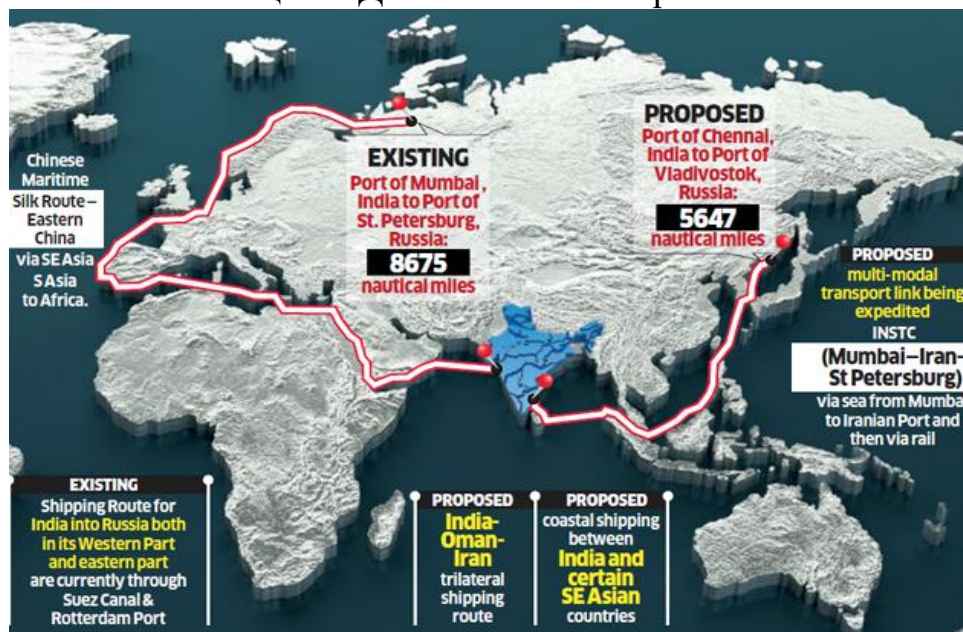 EXISTING
Port of Mumbai,
India to Port of
St. Petersburg,
Russia:
8675
nautical miles
PROPOSED
Port of Chennai,
India to Port of
Vladivostok,
Russia:
5647
nautical miles
Chinese
Maritime
Silk Route –
Eastern
China
via SE Asia
S Asia
to Africa.
PROPOSED
multi-modal
transport link being
expedited
INSTC
(Mumbai–Iran–
St Petersburg)
via sea from Mumba
to Iranian Port and
then via rail
EXISTING
Shipping Route for
India into Russia both
in its Western Part
and eastern part
are currently through
Suez Canal &
Rotterdam Port
PROPOSED
India-
Oman-
Iran
trilateral
shipping
route
PROPOSED
coastal shipping
between
India and
certain
SE Asian
countries